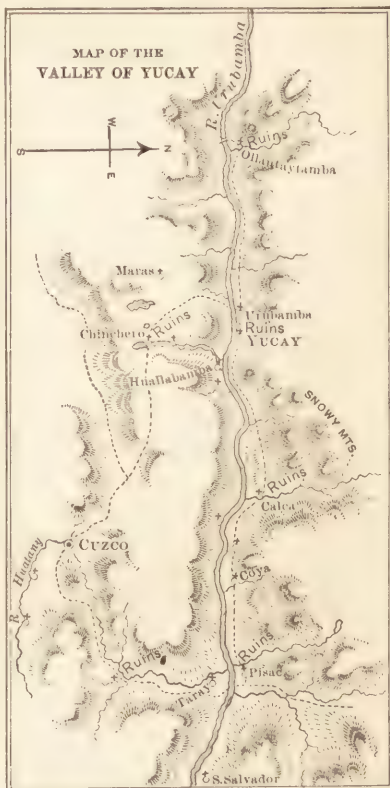 MAP OF THE
VALLEY OF YUCAY
W
S
N
E
R. Urubamba
Ruins
Ollantaytamba
Maras
Urubamba
Ruins
YUCAY
Chinchero
Ruins
Huallabamba
SNOWY MTS.
Ruins
Calca
CUZCO
R. Huatany
Coya
Ruins
Ruins
Pisac
Taray R.
S. Salvador